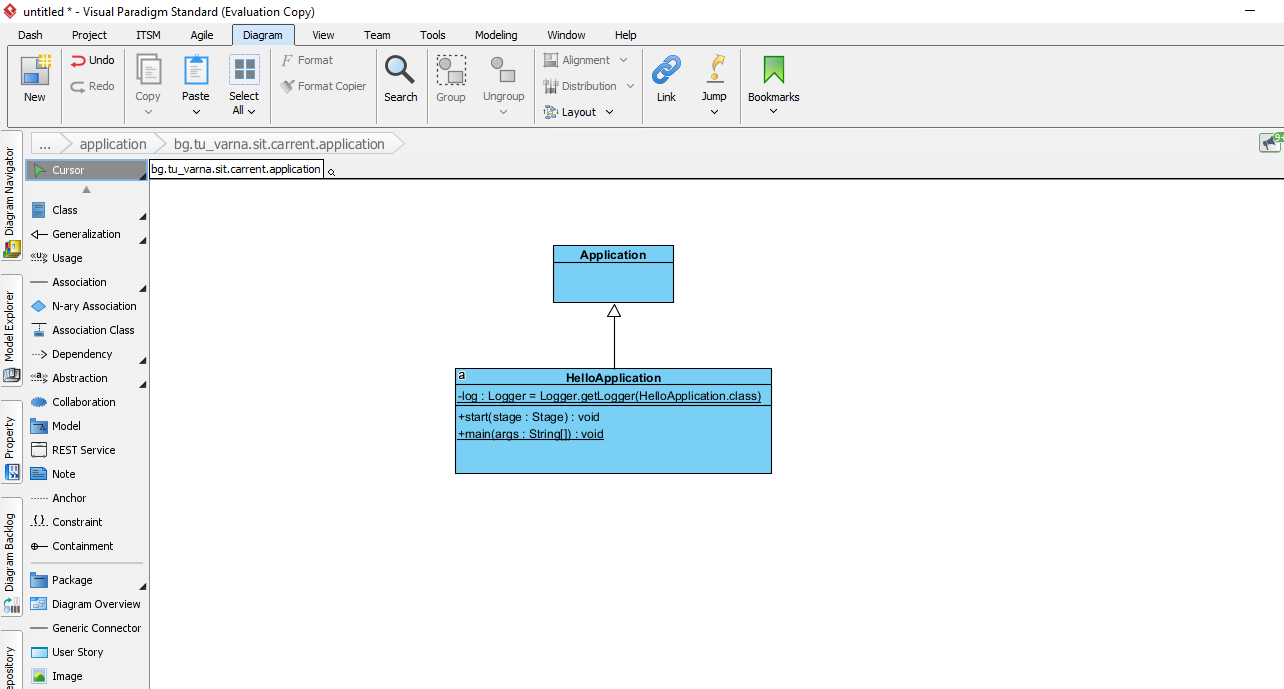 untitled * - Visual Paradigm Standard (Evaluation Copy)
Dash Project ITSM Agile Diagram View Team Tools Modeling Window Help
New
Undo
Redo
Copy
Paste
Select
All
Format
Format Copier
Search
Group
Ungroup
Alignment
Distribution
Layout
Link
Jump
Bookmarks
... application bg.tu_varna.sit.carrent.application
9+
Diagram Navigator
Model Explorer
Property
Diagram Backlog
Cursor
Class
Generalization
Usage
Association
N-ary Association
Association Class
Dependency
Abstraction
Collaboration
Model
REST Service
Note
Anchor
Constraint
Containment
Package
Diagram Overview
Generic Connector
User Story
Image
bg.tu_varna.sit.carrent.application
Application
a
HelloApplication
-log : Logger = Logger.getLogger(HelloApplication.class)
+start(stage : Stage) : void
+main(args : String[]) : void